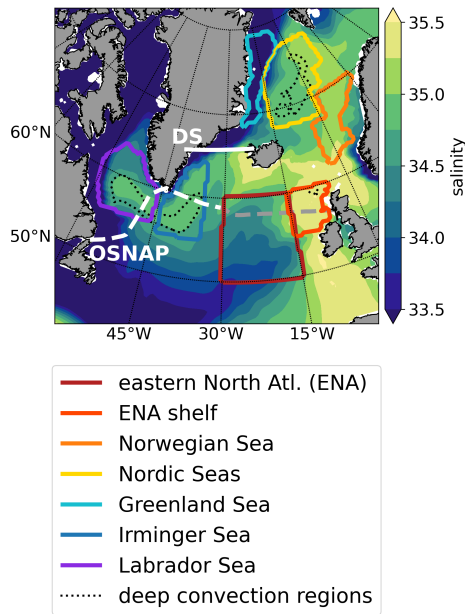 35.5
35.0
34.5
34.0
33.5
salinity
60°N
50°N
DS
OSNAP
45°W 30°W 15°W
eastern North Atl. (ENA)
ENA shelf
Norwegian Sea
Nordic Seas
Greenland Sea
Irminger Sea
Labrador Sea
deep convection regions